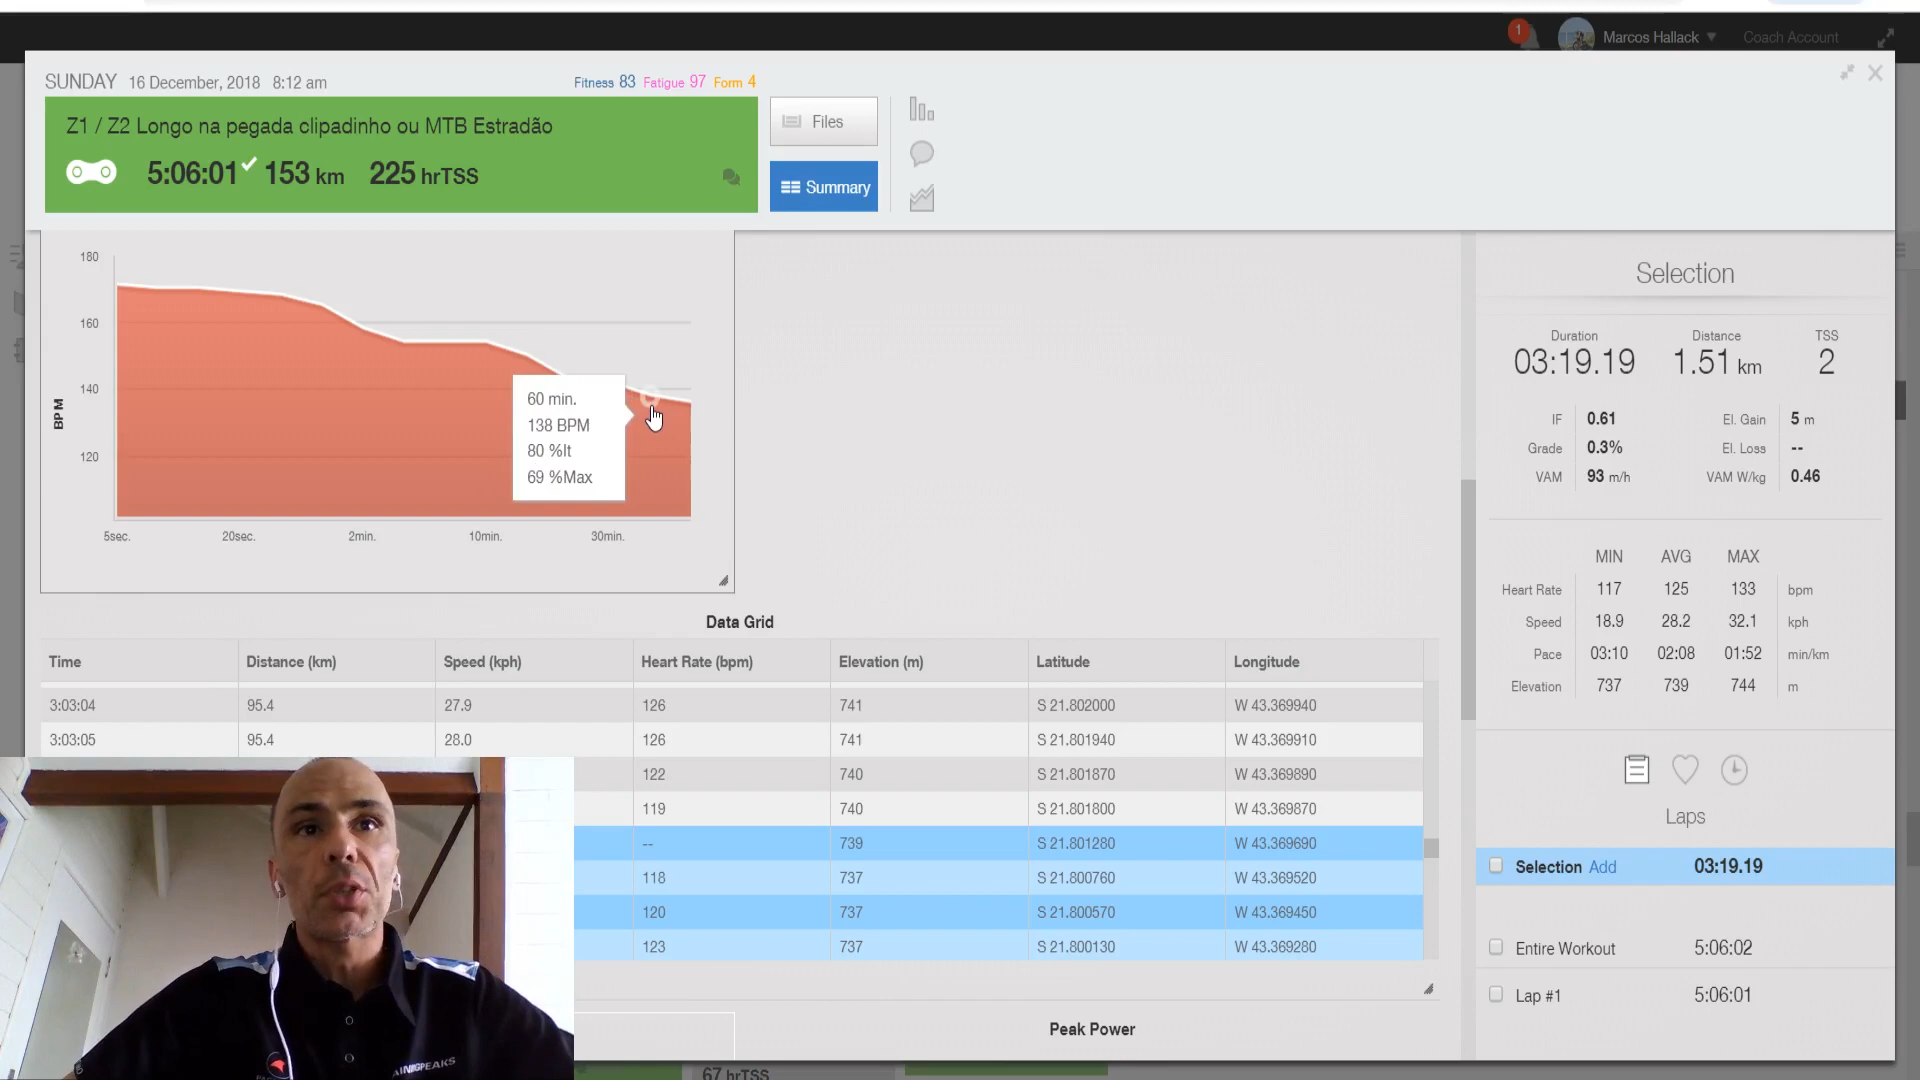 1
Marcos Hallack
Coach Account
SUNDAY 16 December, 2018 8:12 am
Fitness 83 Fatigue 97 Form 4
Z1 / Z2 Longo na pegada clipadinho ou MTB Estradão
5:06:01 153 km 225 hrTSS
Files
Summary
180
160
140
120
BPM
60 min.
138 BPM
80 %lt
69 %Max
5sec. 20sec. 2min. 10min. 30min.
Data Grid
Time Distance (km) Speed (kph) Heart Rate (bpm) Elevation (m) Latitude Longitude
3:03:04 95.4 27.9 126 741 S 21.802000 W 43.369940
3:03:05 95.4 28.0 126 741 S 21.801940 W 43.369910
122 740 S 21.801870 W 43.369890
119 740 S 21.801800 W 43.369870
-- 739 S 21.801280 W 43.369690
118 737 S 21.800760 W 43.369520
120 737 S 21.800570 W 43.369450
123 737 S 21.800130 W 43.369280
Peak Power
67 hrTSS
Selection
Duration Distance TSS
03:19.19 1.51 km 2
IF 0.61 El. Gain 5 m
Grade 0.3% El. Loss --
VAM 93 m/h VAM W/kg 0.46
MIN AVG MAX
Heart Rate 117 125 133 bpm
Speed 18.9 28.2 32.1 kph
Pace 03:10 02:08 01:52 min/km
Elevation 737 739 744 m
Laps
Selection Add 03:19.19
Entire Workout 5:06:02
Lap #1 5:06:01